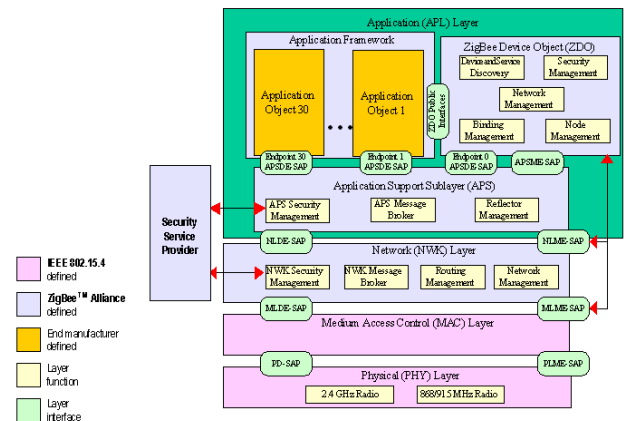 Application (APL) Layer
Application Framework
Application
Object 30
...
Application
Object 1
ZDO Public
Interfaces
ZigBee Device Object (ZDO)
DeviceandService
Discovery
Security
Management
Network
Management
Binding
Management
Node
Management
Endpoint 30
APSDE-SAP
Endpoint 1
APSDE-SAP
Endpoint 0
APSDE-SAP
APSME-SAP
Application Support Sublayer (APS)
APS Security
Management
APS Message
Broker
Reflector
Management
Security
Service
Provider
NLDE-SAP
NLME-SAP
Network (NWK) Layer
NWK Security
Management
NWK Message
Broker
Routing
Management
Network
Management
MLDE-SAP
MLME-SAP
Medium Access Control (MAC) Layer
PD-SAP
PLME-SAP
Physical (PHY) Layer
2.4 GHz Radio
868/915 MHz Radio
IEEE 802.15.4
defined
ZigBee™ Alliance
defined
End manufacturer
defined
Layer
function
Layer
interface